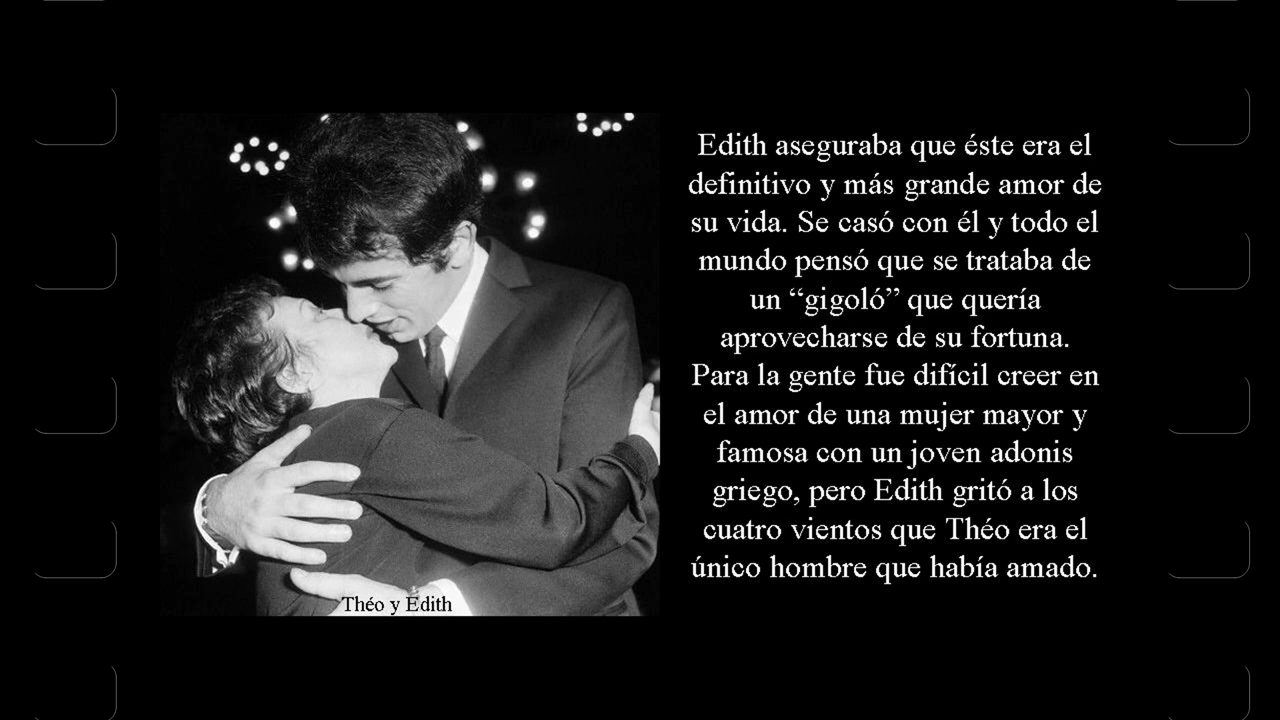 Edith aseguraba que éste era el
definitivo y más grande amor de
su vida. Se casó con él y todo el
mundo pensó que se trataba de
un “gigoló” que quería
aprovecharse de su fortuna.
Para la gente fue difícil creer en
el amor de una mujer mayor y
famosa con un joven adonis
griego, pero Edith gritó a los
cuatro vientos que Théo era el
único hombre que había amado.
Théo y Edith